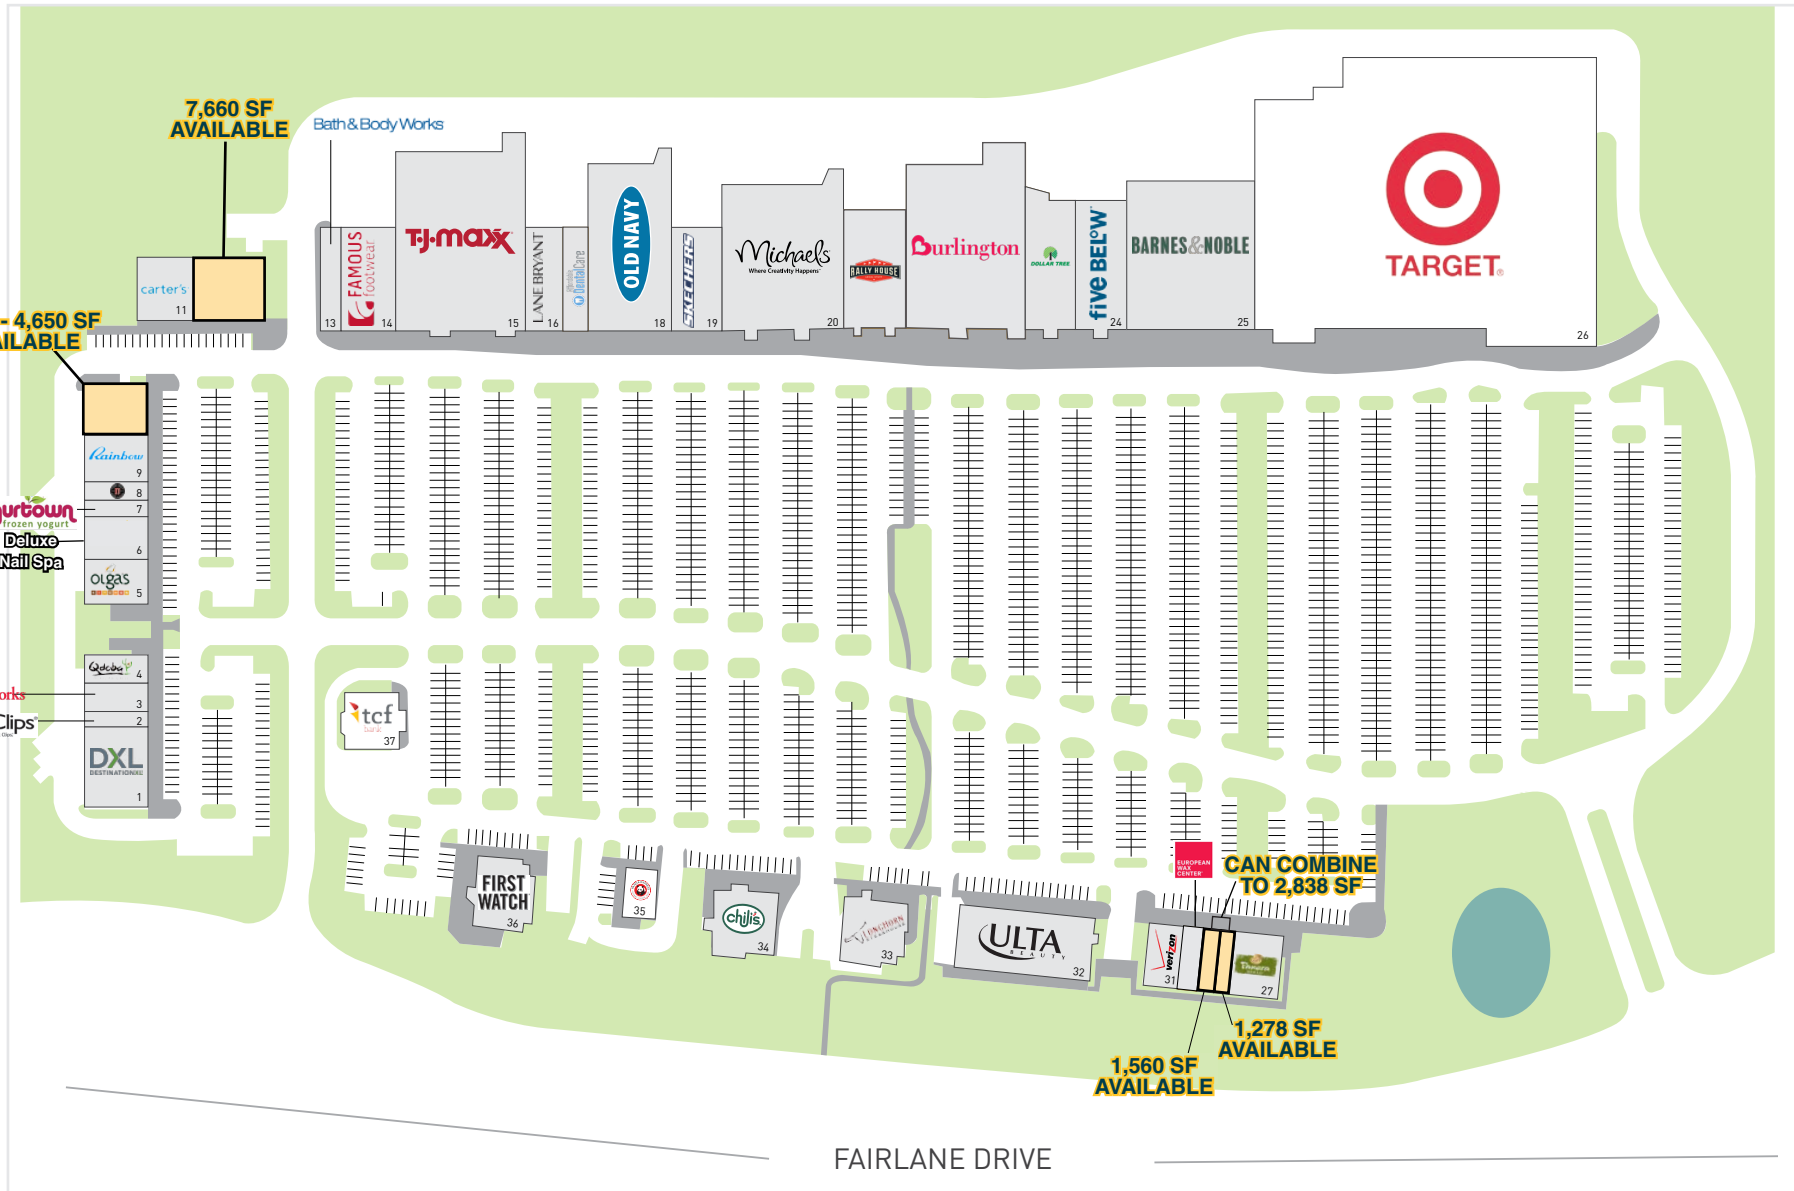 7,660 SF
AVAILABLE
Bath & Body Works
carter's
11
- 4,650 SF
AILABLE
13
FAMOUS
footwear
14
T·J·maxx
15
LANE BRYANT
16
DentalCare
OLD NAVY
18
SKECHERS
19
Michaels
Where Creativity Happens
20
RALLY HOUSE
Burlington
DOLLAR TREE
five BELOW
24
BARNES&NOBLE
25
TARGET
26
Rainbow
9
8
7
urtown
frozen yogurt
Deluxe
Nail Spa
6
OLGAS
5
Qdoba
4
orks
3
Clips
2
DXL
DESTINATIONXL
1
tcf
bank
37
FIRST
WATCH
36
35
chili's
34
LONGHORN
STEAKHOUSE
33
ULTA
BEAUTY
32
EUROPEAN
WAX
CENTER
CAN COMBINE
TO 2,838 SF
verizon
31
Panera
27
1,278 SF
AVAILABLE
1,560 SF
AVAILABLE
FAIRLANE DRIVE